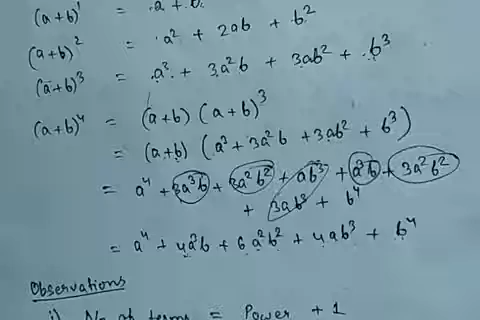 (a+b)¹ = a + b.
(a+b)² = a² + 2ab + b²
(a+b)³ = a³ + 3a²b + 3ab² + b³
(a+b)⁴ = (a+b) (a+b)³
= (a+b) (a³ + 3a²b + 3ab² + b³)
= a⁴ + 3a³b + 3a²b² + ab³ + a³b + 3a²b²
+ 3ab³ + b⁴
= a⁴ + 4a³b + 6a²b² + 4ab³ + b⁴
Observations
i) No of terms = Power + 1